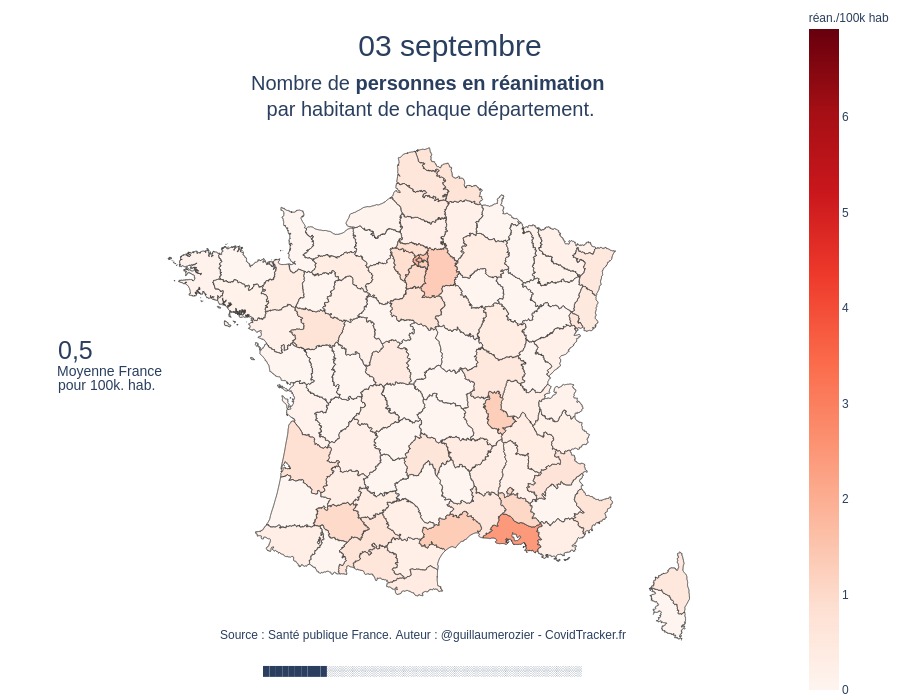 réan./100k hab
03 septembre
Nombre de personnes en réanimation
par habitant de chaque département.
6
5
4
3
2
1
0
0,5
Moyenne France
pour 100k. hab.
Source : Santé publique France. Auteur : @guillaumerozier - CovidTracker.fr